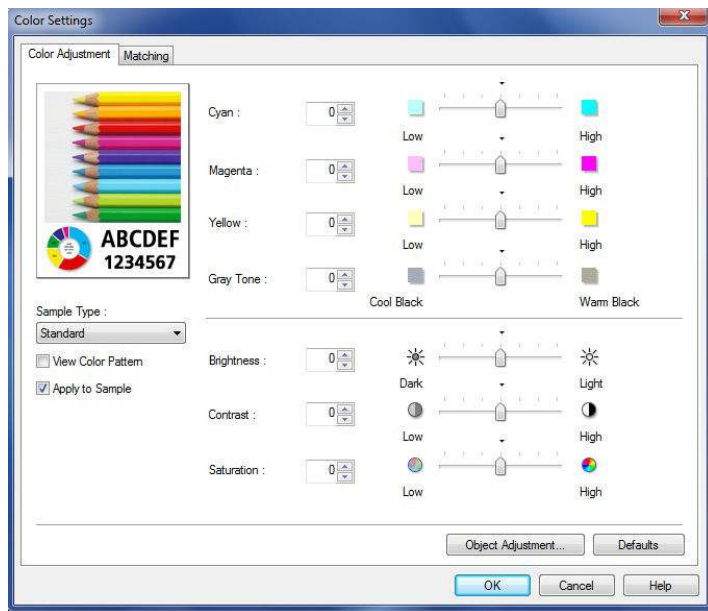 Color Settings
Color Adjustment Matching
ABCDEF
1234567
Sample Type :
Standard
View Color Pattern
Apply to Sample
Cyan : 0
Low High
Magenta : 0
Low High
Yellow : 0
Low High
Gray Tone : 0
Cool Black Warm Black
Brightness : 0
Dark Light
Contrast : 0
Low High
Saturation : 0
Low High
Object Adjustment... Defaults
OK Cancel Help